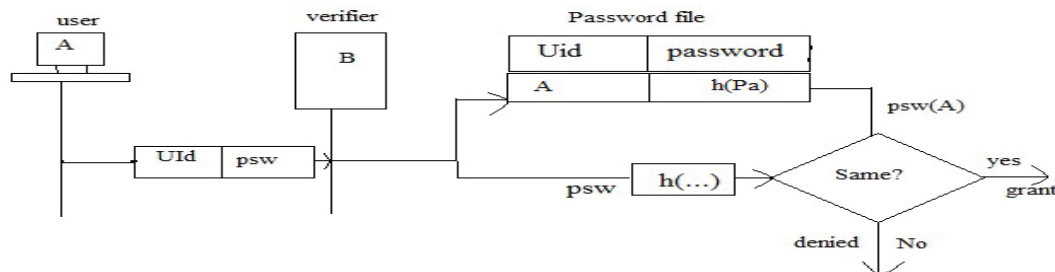 user
verifier
Password file
A
B
Uid password
A h(Pa)
psw(A)
UId psw
psw h(...)
Same?
yes
grant
denied No